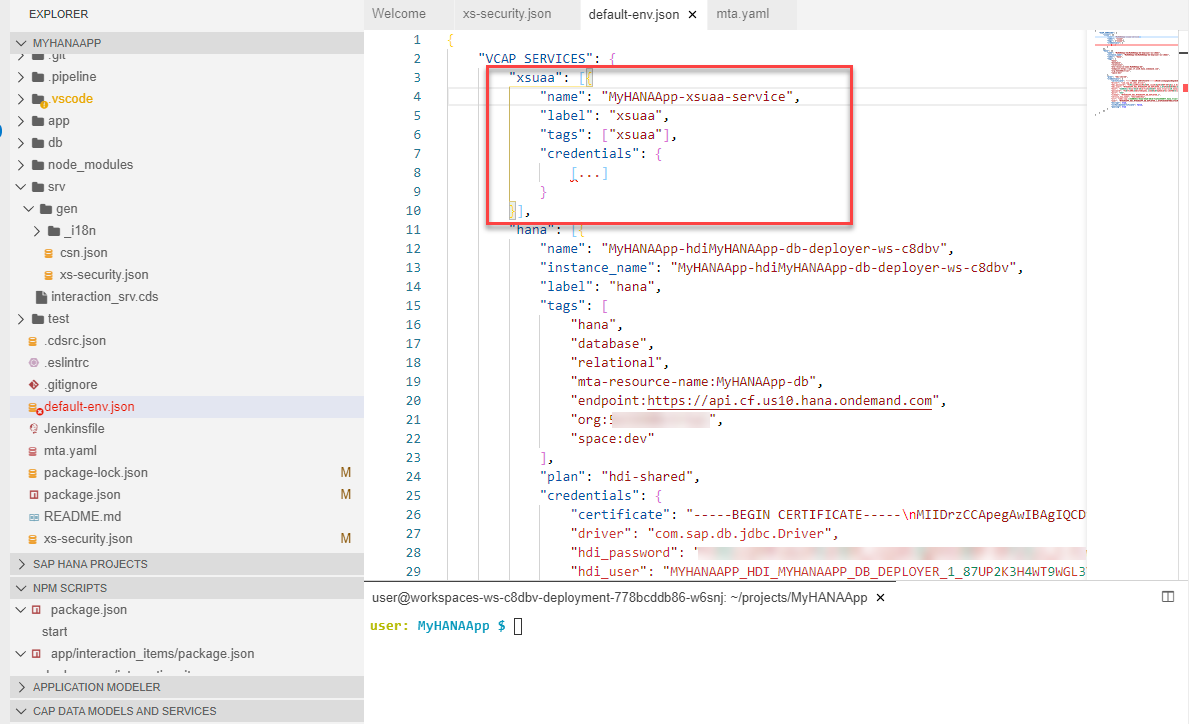 EXPLORER
MYHANAAPP
.git
.pipeline
.vscode
app
db
node_modules
srv
gen
_i18n
csn.json
xs-security.json
interaction_srv.cds
test
.cdsrc.json
.eslintrc
.gitignore
default-env.json
Jenkinsfile
mta.yaml
package-lock.json M
package.json M
README.md
xs-security.json M
SAP HANA PROJECTS
NPM SCRIPTS
package.json
start
app/interaction_items/package.json
APPLICATION MODELER
CAP DATA MODELS AND SERVICES
Welcome xs-security.json default-env.json × mta.yaml
1 {
2 "VCAP_SERVICES": {
3 "xsuaa": [{
4 "name": "MyHANAApp-xsuaa-service",
5 "label": "xsuaa",
6 "tags": ["xsuaa"],
7 "credentials": {
8 [...]
9 }
10 }],
11 "hana": [{
12 "name": "MyHANAApp-hdiMyHANAApp-db-deployer-ws-c8dbv",
13 "instance_name": "MyHANAApp-hdiMyHANAApp-db-deployer-ws-c8dbv",
14 "label": "hana",
15 "tags": [
16 "hana",
17 "database",
18 "relational",
19 "mta-resource-name:MyHANAApp-db",
20 "endpoint:https://api.cf.us10.hana.ondemand.com",
21 "org: ",
22 "space:dev"
23 ],
24 "plan": "hdi-shared",
25 "credentials": {
26 "certificate": "-----BEGIN CERTIFICATE-----\nMIIDrzCCApegAwIBAgIQCD
27 "driver": "com.sap.db.jdbc.Driver",
28 "hdi_password": "
29 "hdi_user": "MYHANAAPP_HDI_MYHANAAPP_DB_DEPLOYER_1_87UP2K3H4WT9WGL3
user@workspaces-ws-c8dbv-deployment-778bcddb86-w6snj: ~/projects/MyHANAApp ×
user: MyHANAApp $